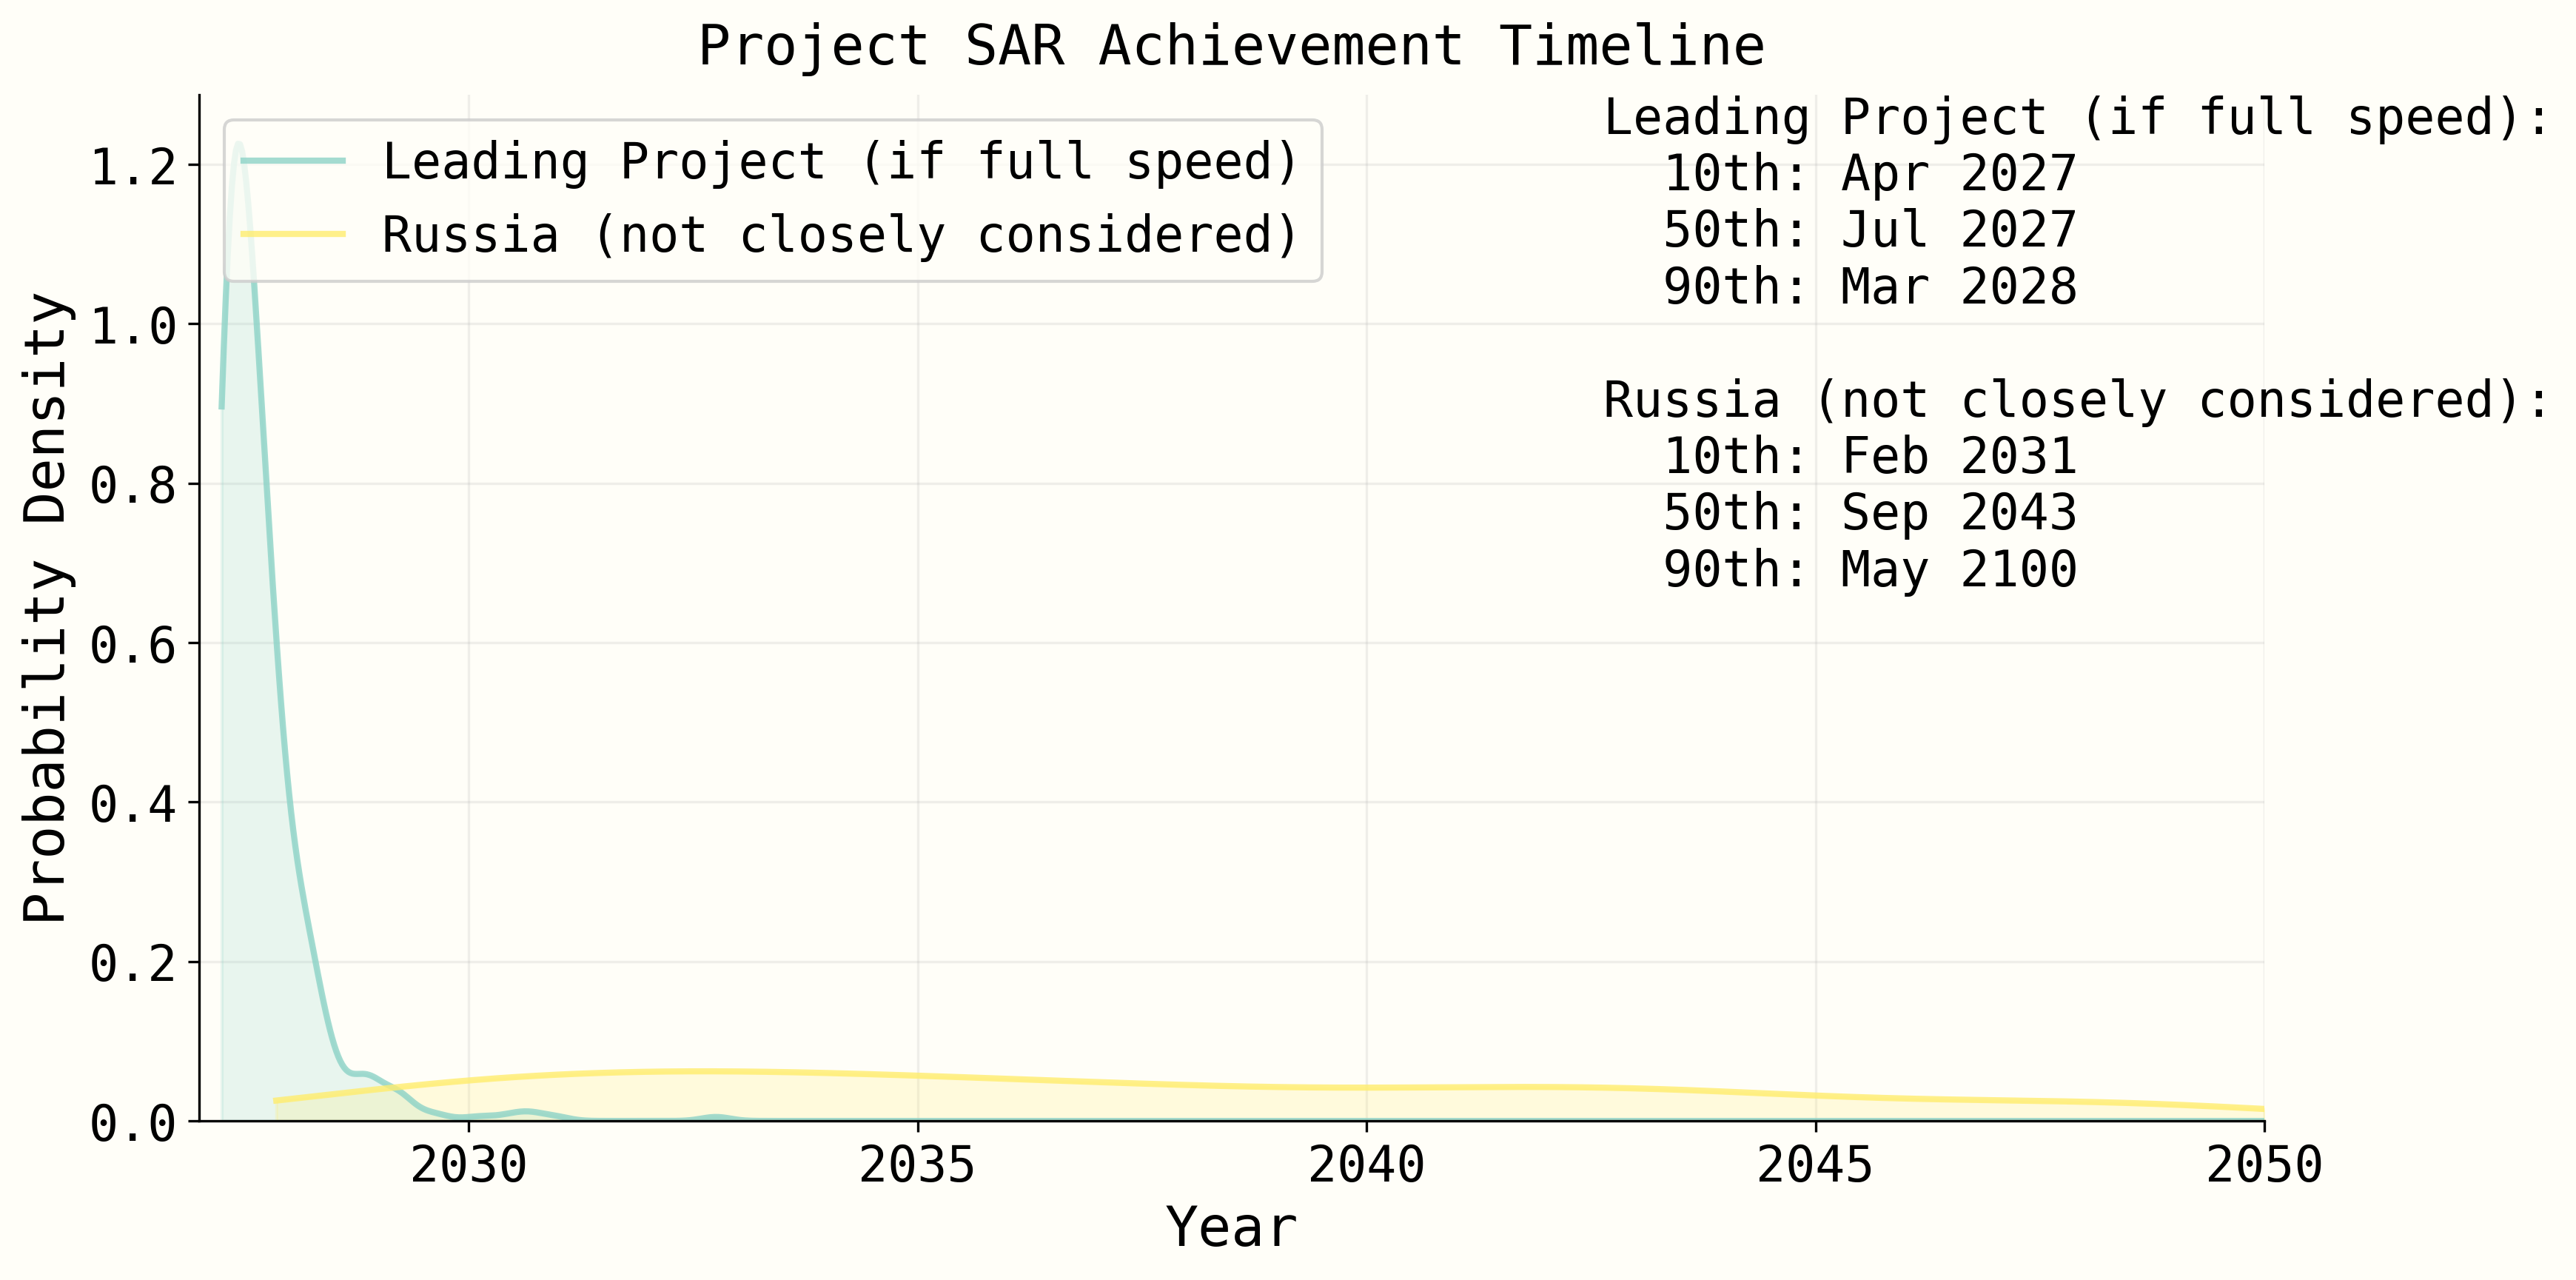 Project SAR Achievement Timeline
Leading Project (if full speed)
Russia (not closely considered)
Leading Project (if full speed):
10th: Apr 2027
50th: Jul 2027
90th: Mar 2028
Russia (not closely considered):
10th: Feb 2031
50th: Sep 2043
90th: May 2100
Probability Density
1.2
1.0
0.8
0.6
0.4
0.2
0.0
2030
2035
2040
2045
2050
Year